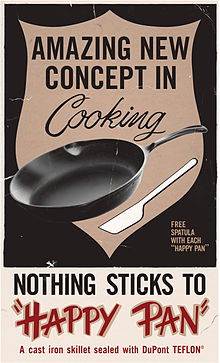 AMAZING NEW
CONCEPT IN
Cooking
FREE
SPATULA
WITH EACH
"HAPPY PAN"
NOTHING STICKS TO
"HAPPY PAN"
A cast iron skillet sealed with DuPont TEFLON®